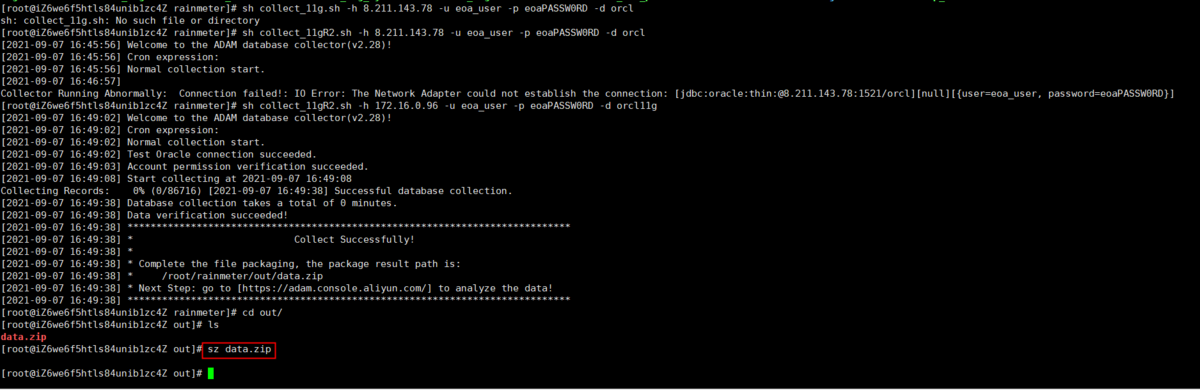 [root@iZ6we6f5htls84unib1zc4Z rainmeter]# sh collect_11g.sh -h 8.211.143.78 -u eoa_user -p eoaPASSW0RD -d orcl
sh: collect_11g.sh: No such file or directory
[root@iZ6we6f5htls84unib1zc4Z rainmeter]# sh collect_11gR2.sh -h 8.211.143.78 -u eoa_user -p eoaPASSW0RD -d orcl
[2021-09-07 16:45:56] Welcome to the ADAM database collector(v2.28)!
[2021-09-07 16:45:56] Cron expression:
[2021-09-07 16:45:56] Normal collection start.
[2021-09-07 16:46:57]
Collector Running Abnormally:  Connection failed!: IO Error: The Network Adapter could not establish the connection: [jdbc:oracle:thin:@8.211.143.78:1521/orcl][null][{user=eoa_user, password=eoaPASSW0RD}]
[root@iZ6we6f5htls84unib1zc4Z rainmeter]# sh collect_11gR2.sh -h 172.16.0.96 -u eoa_user -p eoaPASSW0RD -d orcl11g
[2021-09-07 16:49:02] Welcome to the ADAM database collector(v2.28)!
[2021-09-07 16:49:02] Cron expression:
[2021-09-07 16:49:02] Normal collection start.
[2021-09-07 16:49:02] Test Oracle connection succeeded.
[2021-09-07 16:49:03] Account permission verification succeeded.
[2021-09-07 16:49:08] Start collecting at 2021-09-07 16:49:08
Collecting Records:    0% (0/86716) [2021-09-07 16:49:38] Successful database collection.
[2021-09-07 16:49:38] Database collection takes a total of 0 minutes.
[2021-09-07 16:49:38] Data verification succeeded!
[2021-09-07 16:49:38] *****************************************************************************
[2021-09-07 16:49:38] *                            Collect Successfully!
[2021-09-07 16:49:38] *
[2021-09-07 16:49:38] * Complete the file packaging, the package result path is:
[2021-09-07 16:49:38] *     /root/rainmeter/out/data.zip
[2021-09-07 16:49:38] * Next Step: go to [https://adam.console.aliyun.com/] to analyze the data!
[2021-09-07 16:49:38] *****************************************************************************
[root@iZ6we6f5htls84unib1zc4Z rainmeter]# cd out/
[root@iZ6we6f5htls84unib1zc4Z out]# ls
data.zip
[root@iZ6we6f5htls84unib1zc4Z out]# sz data.zip
[root@iZ6we6f5htls84unib1zc4Z out]#